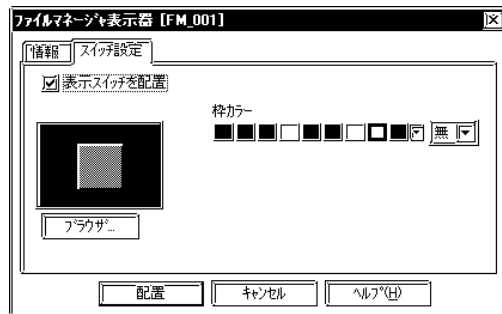 ﾌｧｲﾙﾏﾈｰｼﾞｬ表示器 [FM_001]
情報 スイッチ設定
表示スイッチを配置
枠カラー
無
ﾌﾞﾗｳｻﾞ...
配置 ｷｬﾝｾﾙ ﾍﾙﾌﾟ(H)